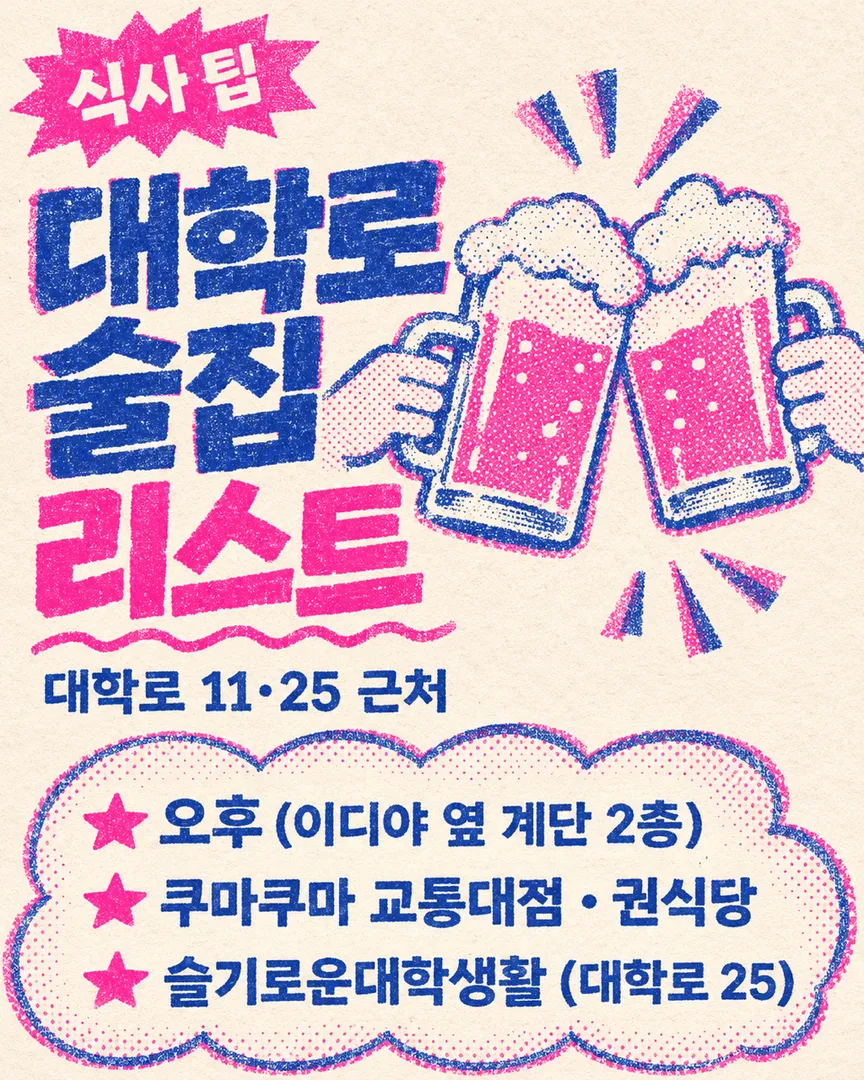 식사 팁
대학로
술집
리스트
대학로 11•25 근처
오후 (이디야 옆 계단 2층)
쿠마쿠마 교통대점 • 권식당
슬기로운대학생활 (대학로 25)